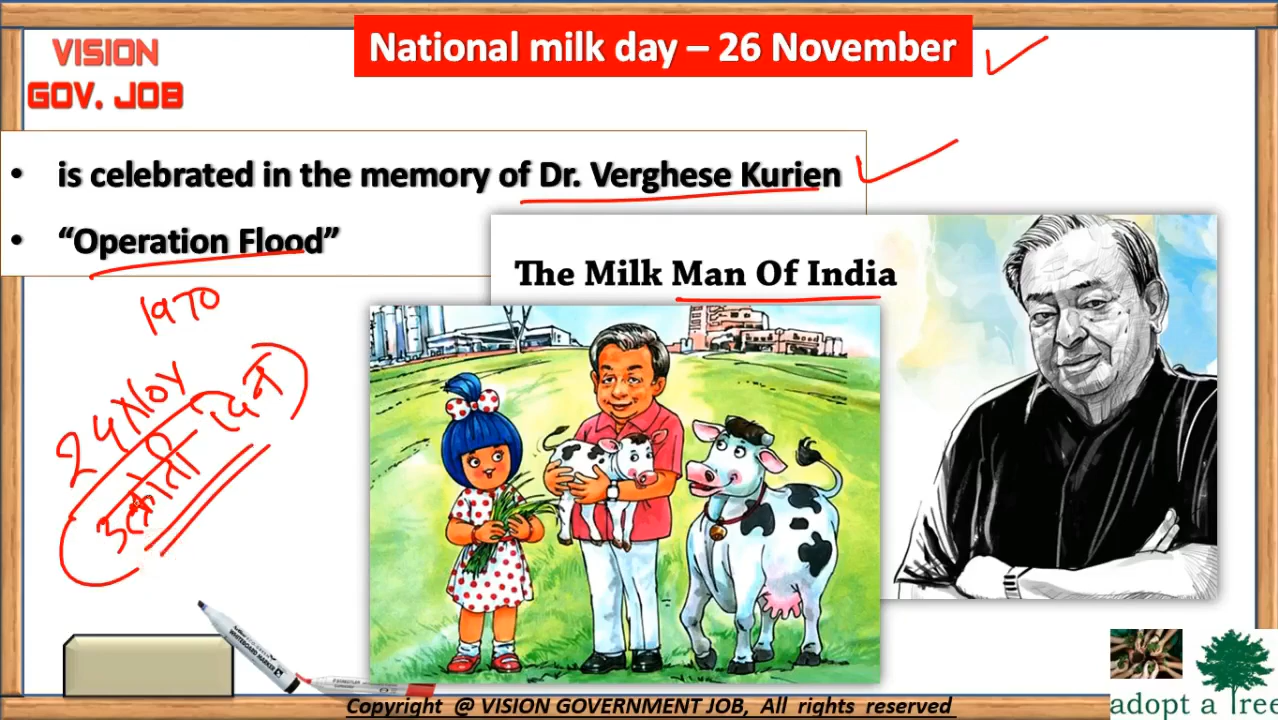 National milk day – 26 November
VISION
GOV. JOB
• is celebrated in the memory of Dr. Verghese Kurien
• “Operation Flood”
The Milk Man Of India
1970
24 Nov
दिन
Copyright @ VISION GOVERNMENT JOB, All rights reserved
adopt a Tree